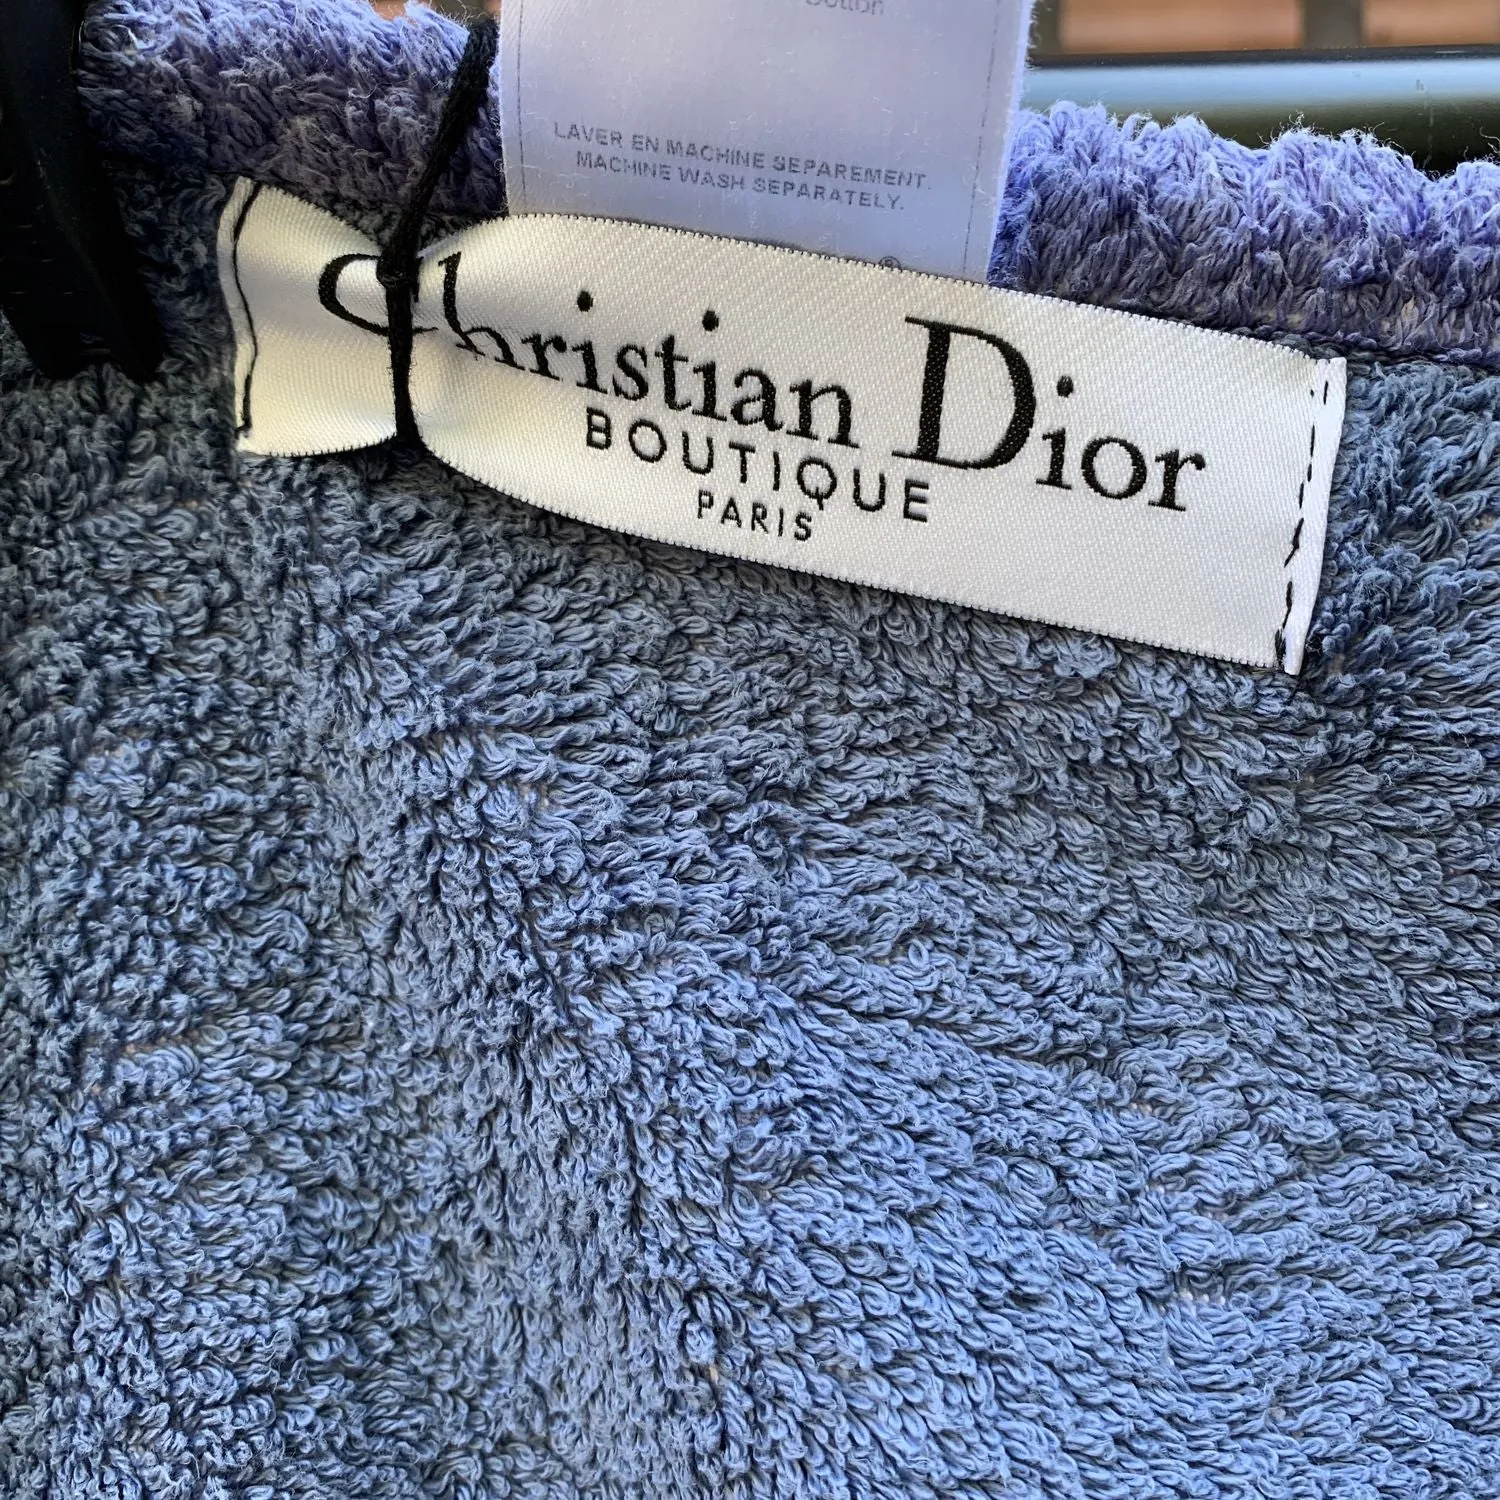 LAVER EN MACHINE SEPAREMENT.
MACHINE WASH SEPARATELY.
®
Christian Dior
BOUTIQUE
PARIS